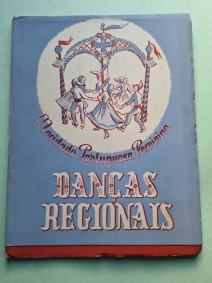 Mocidade Portuguesa Feminina
DANÇAS
REGIONAIS